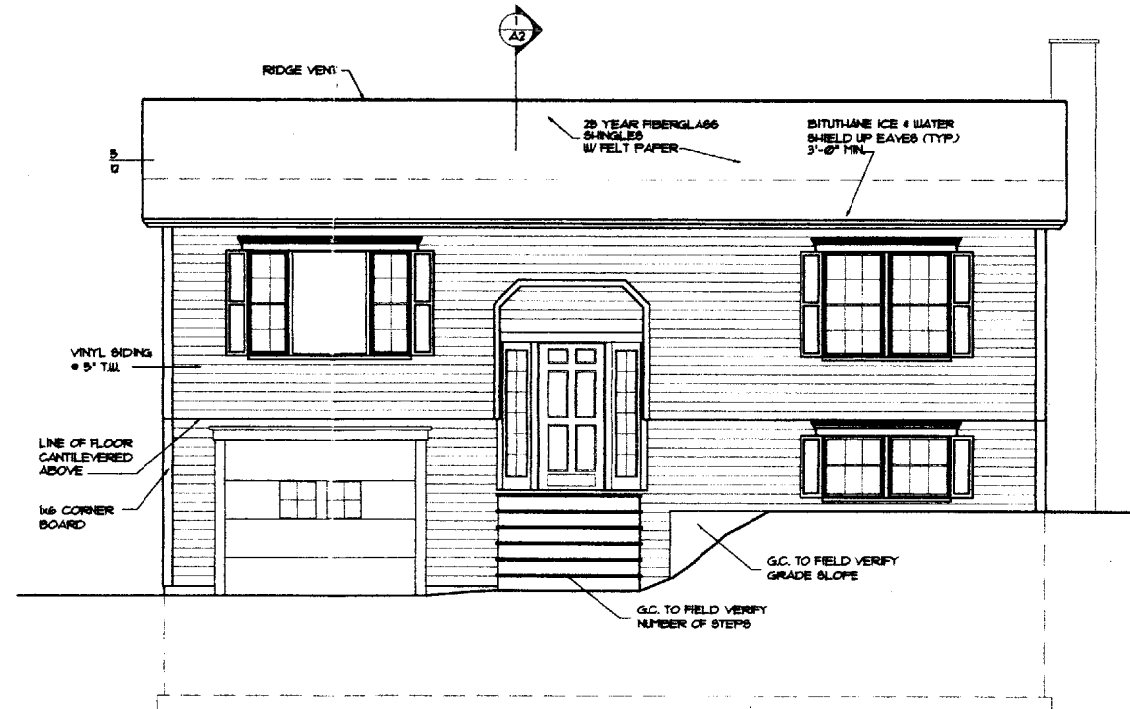 1
A2
RIDGE VENT
25 YEAR FIBERGLASS
SHINGLES
W/ FELT PAPER
BITUTHANE ICE & WATER
SHIELD UP EAVES (TYP.)
3'-0" MIN.
5
12
VINYL SIDING
@ 5" T.W.
LINE OF FLOOR
CANTILEVERED
ABOVE
1x6 CORNER
BOARD
G.C. TO FIELD VERIFY
GRADE SLOPE
G.C. TO FIELD VERIFY
NUMBER OF STEPS